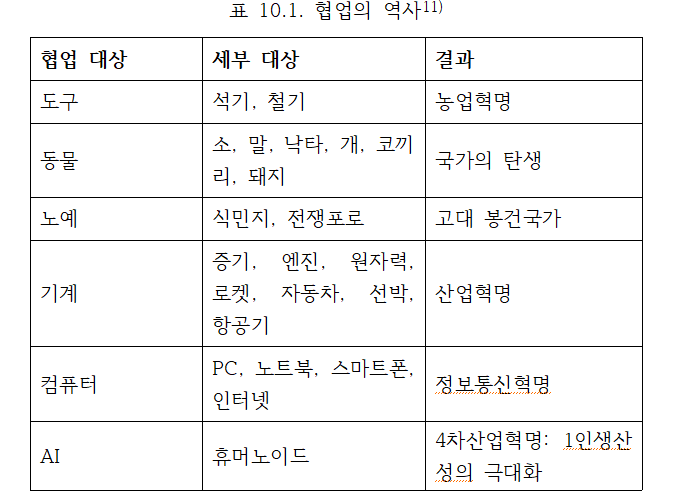 표 10.1. 협업의 역사11)
협업 대상 세부 대상 결과
도구 석기, 철기 농업혁명
동물 소, 말, 낙타, 개, 코끼
리, 돼지 국가의 탄생
노예 식민지, 전쟁포로 고대 봉건국가
기계 증기, 엔진, 원자력,
로켓, 자동차, 선박,
항공기 산업혁명
컴퓨터 PC, 노트북, 스마트폰,
인터넷 정보통신혁명
AI 휴머노이드 4차산업혁명: 1인생산
성의 극대화